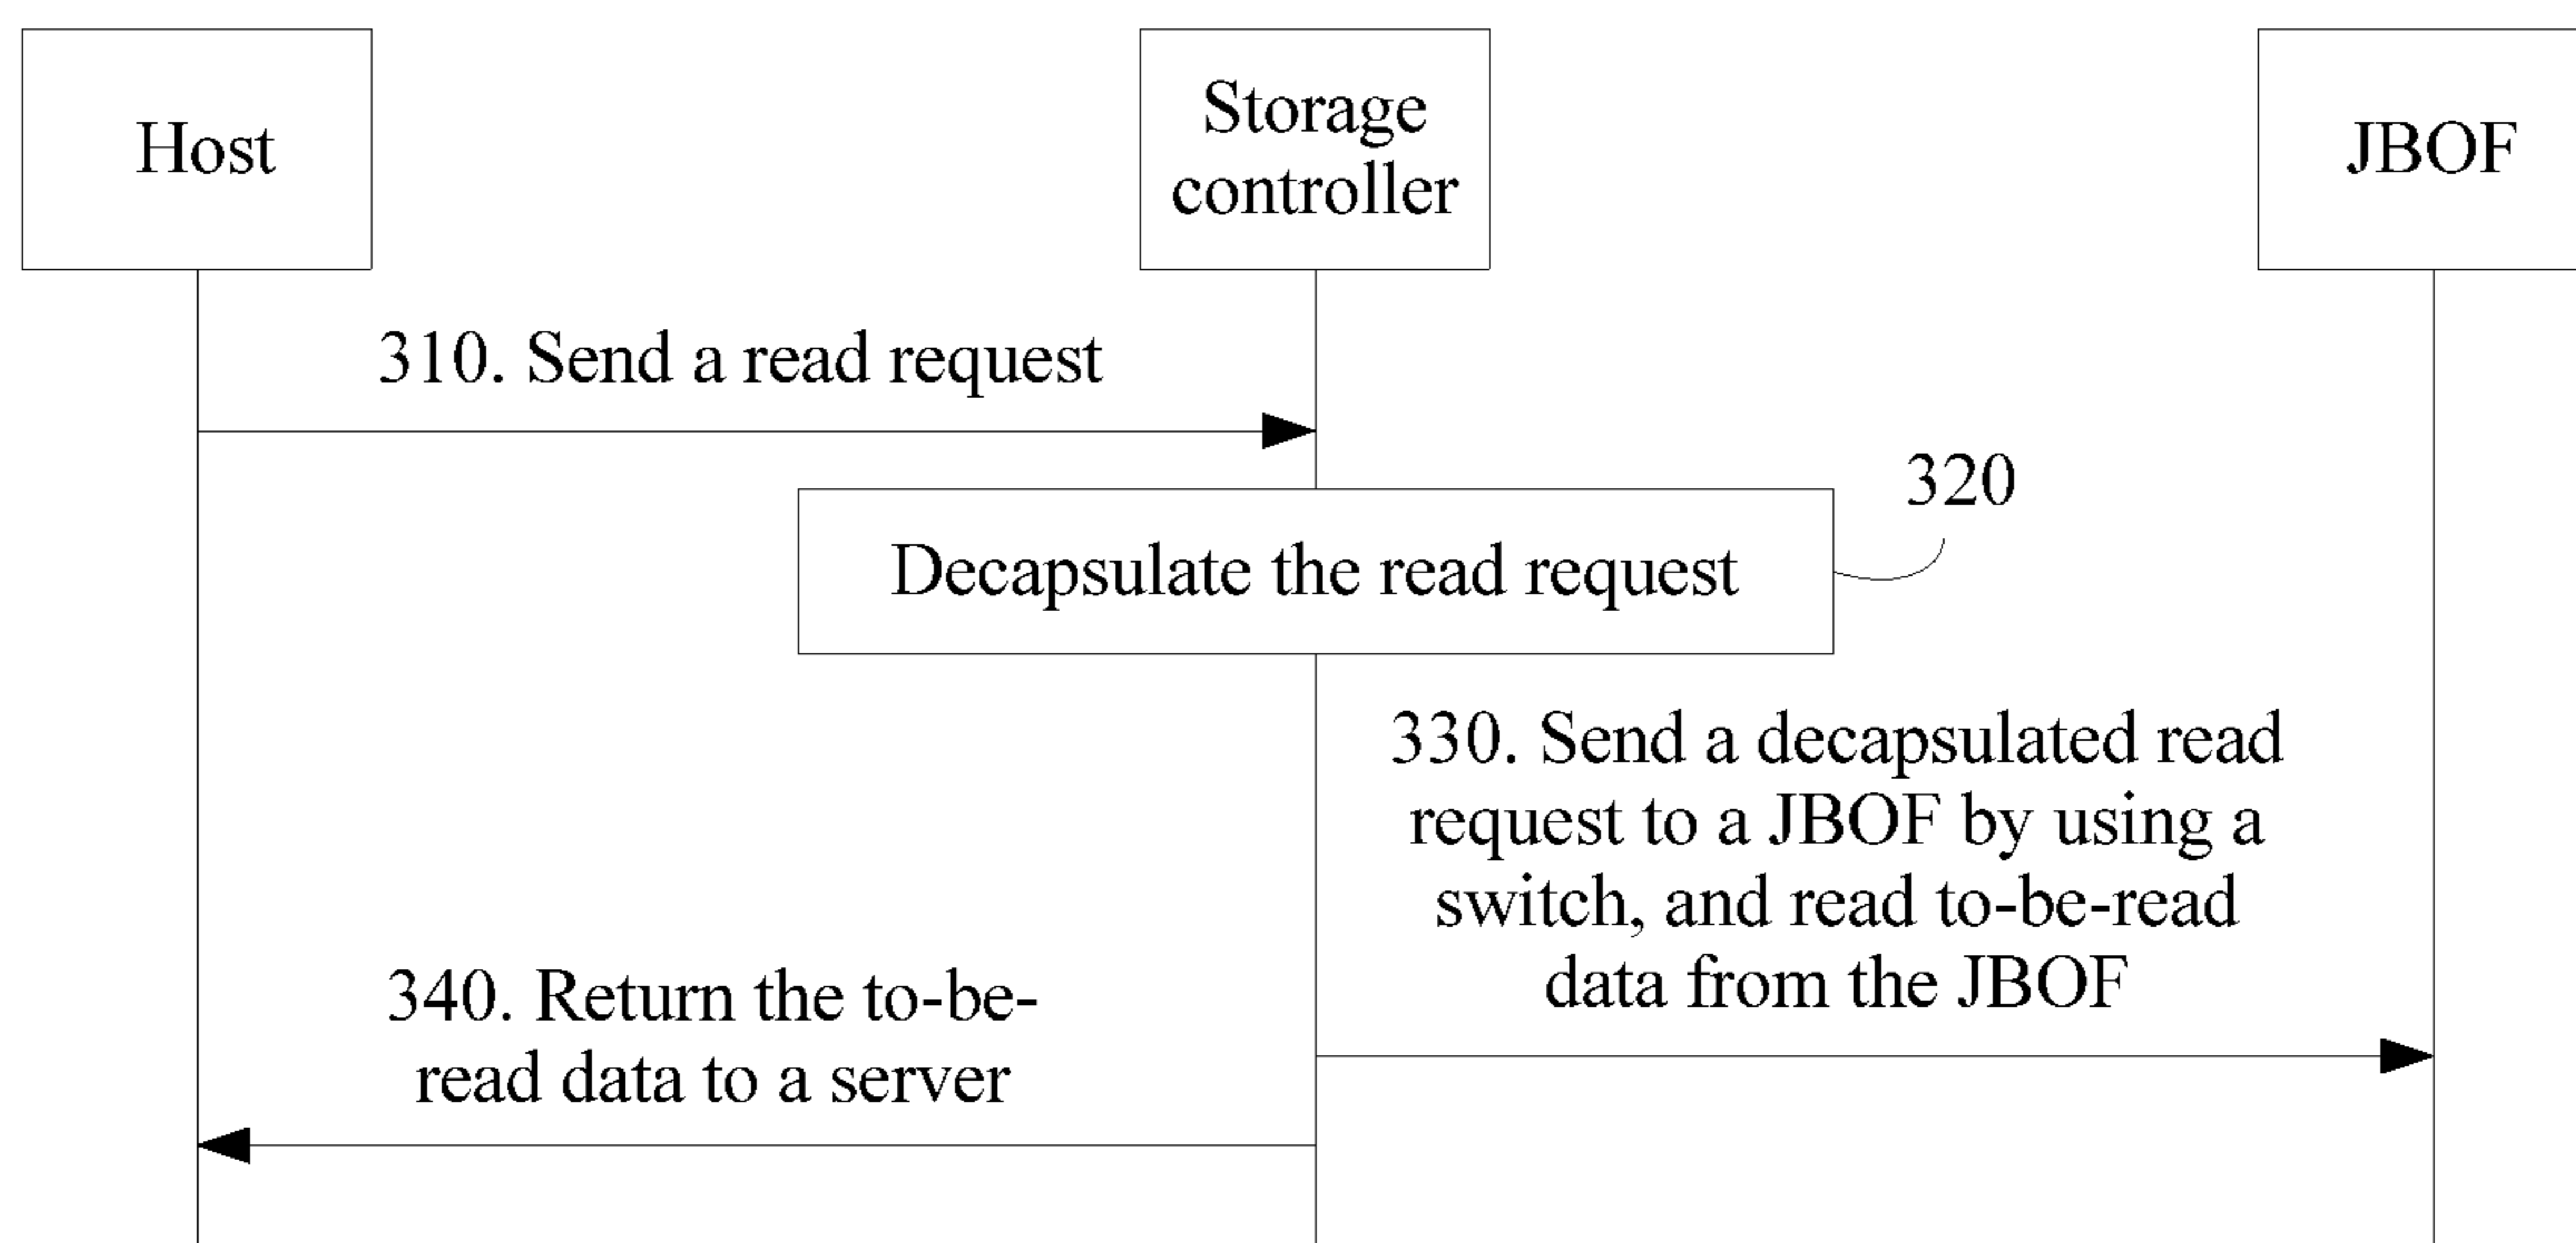 Host
Storage
controller
JBOF
310. Send a read request
320
Decapsulate the read request
330. Send a decapsulated read
request to a JBOF by using a
switch, and read to-be-read
data from the JBOF
340. Return the to-be-
read data to a server